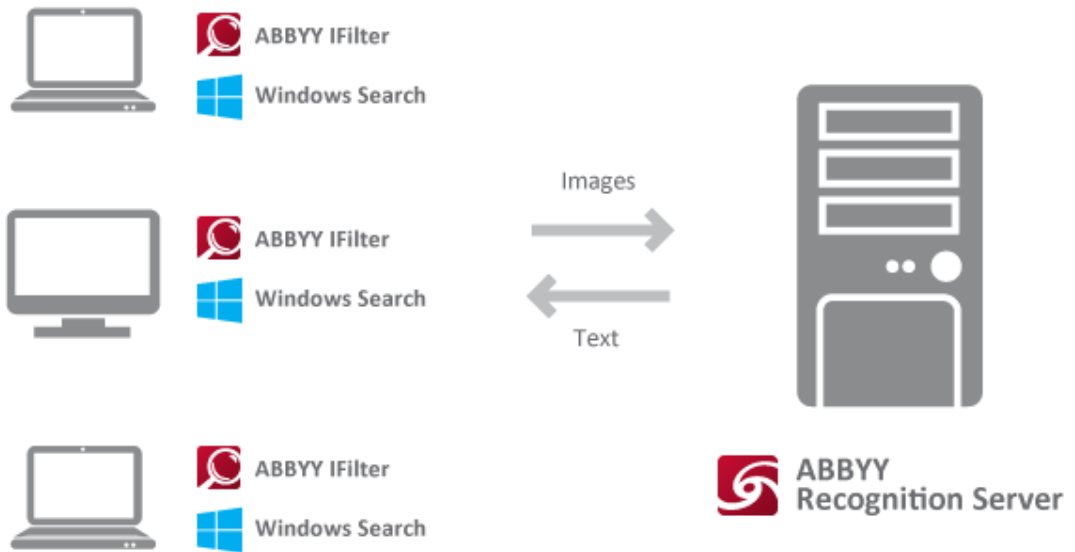 ABBYY IFilter
Windows Search
Images
ABBYY IFilter
Windows Search
Text
ABBYY IFilter
Windows Search
ABBYY
Recognition Server